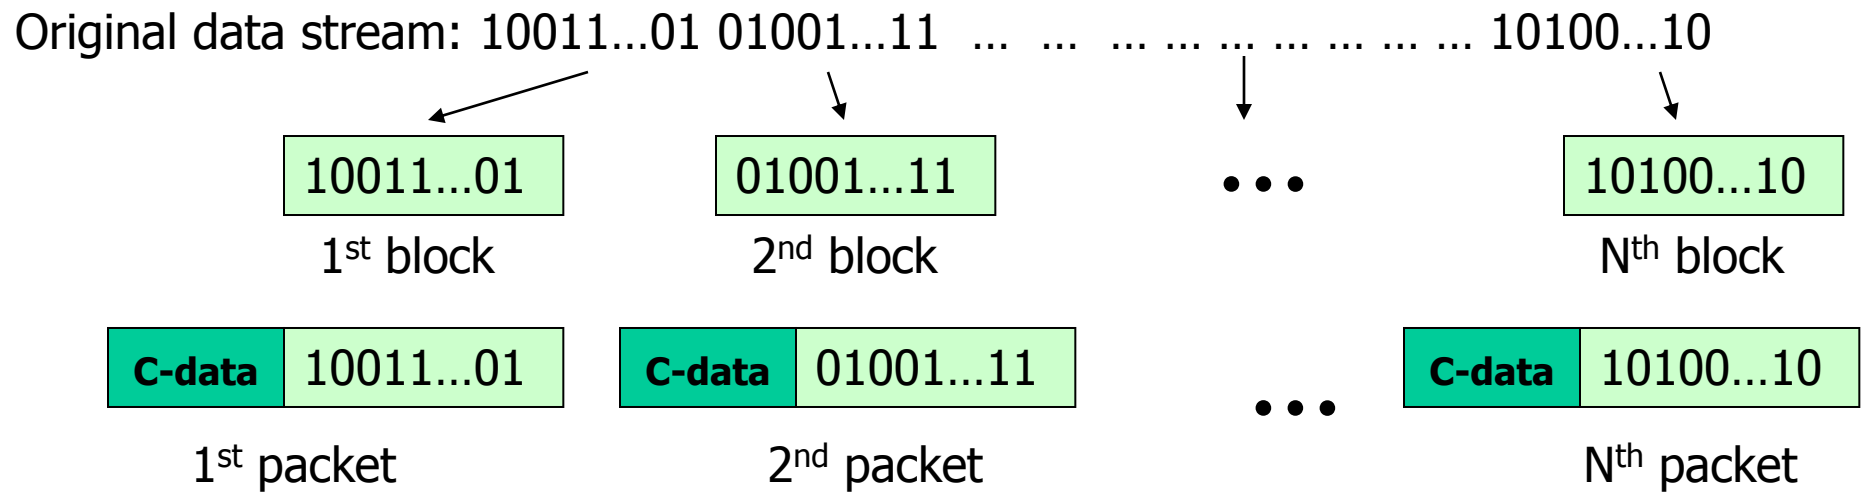 Original data stream: 10011...01 01001...11 ... ... ... ... ... ... ... ... ... 10100...10
10011...01 01001...11 ... 10100...10
1st block 2nd block Nth block
C-data 10011...01 C-data 01001...11 ... C-data 10100...10
1st packet 2nd packet Nth packet